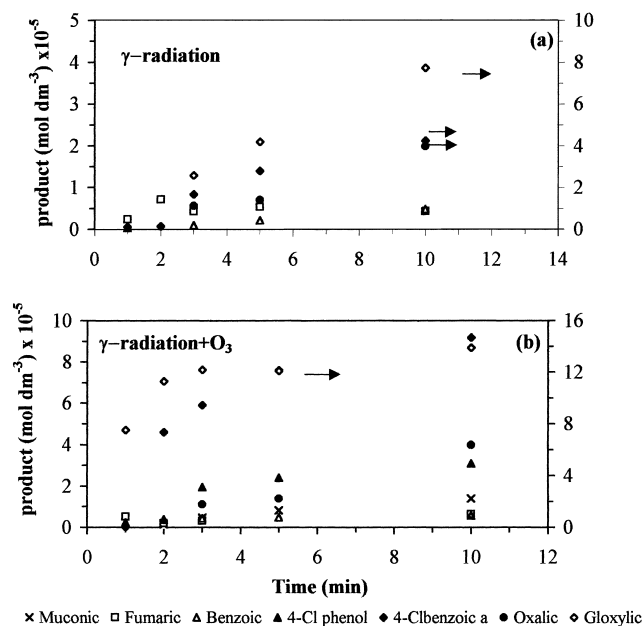 (a)
γ−radiation
product (mol dm-3) x10-5
5
4
3
2
1
0
10
8
6
4
2
0
0 2 4 6 8 10 12 14
(b)
γ−radiation+O3
product (mol dm-3) x 10-5
10
8
6
4
2
0
16
12
8
4
0
0 2 4 6 8 10 12
Time (min)
Muconic Fumaric Benzoic 4-Cl phenol 4-Clbenzoic a Oxalic Gloxylic